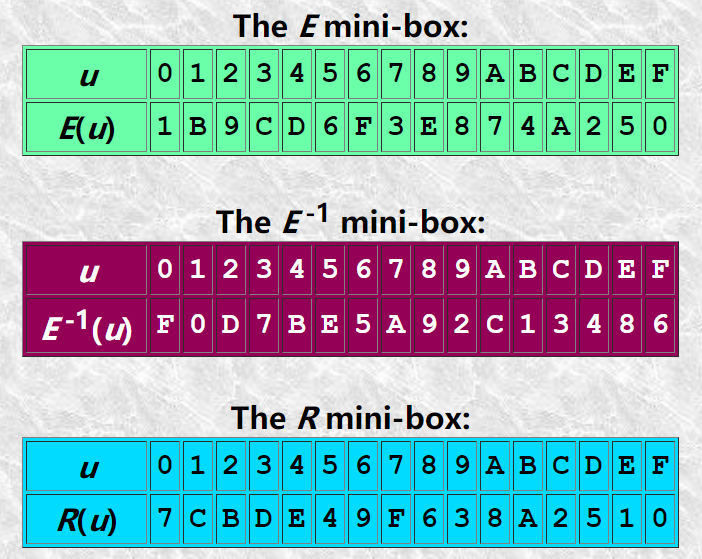 The E mini-box:
u 0 1 2 3 4 5 6 7 8 9 A B C D E F
E(u) 1 B 9 C D 6 F 3 E 8 7 4 A 2 5 0
The E⁻¹ mini-box:
u 0 1 2 3 4 5 6 7 8 9 A B C D E F
E⁻¹(u) F 0 D 7 B E 5 A 9 2 C 1 3 4 8 6
The R mini-box:
u 0 1 2 3 4 5 6 7 8 9 A B C D E F
R(u) 7 C B D E 4 9 F 6 3 8 A 2 5 1 0